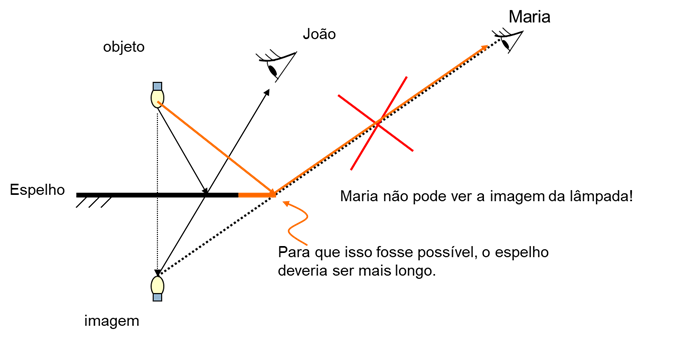 Maria
João
objeto
Espelho
Maria não pode ver a imagem da lâmpada!
Para que isso fosse possível, o espelho
deveria ser mais longo.
imagem